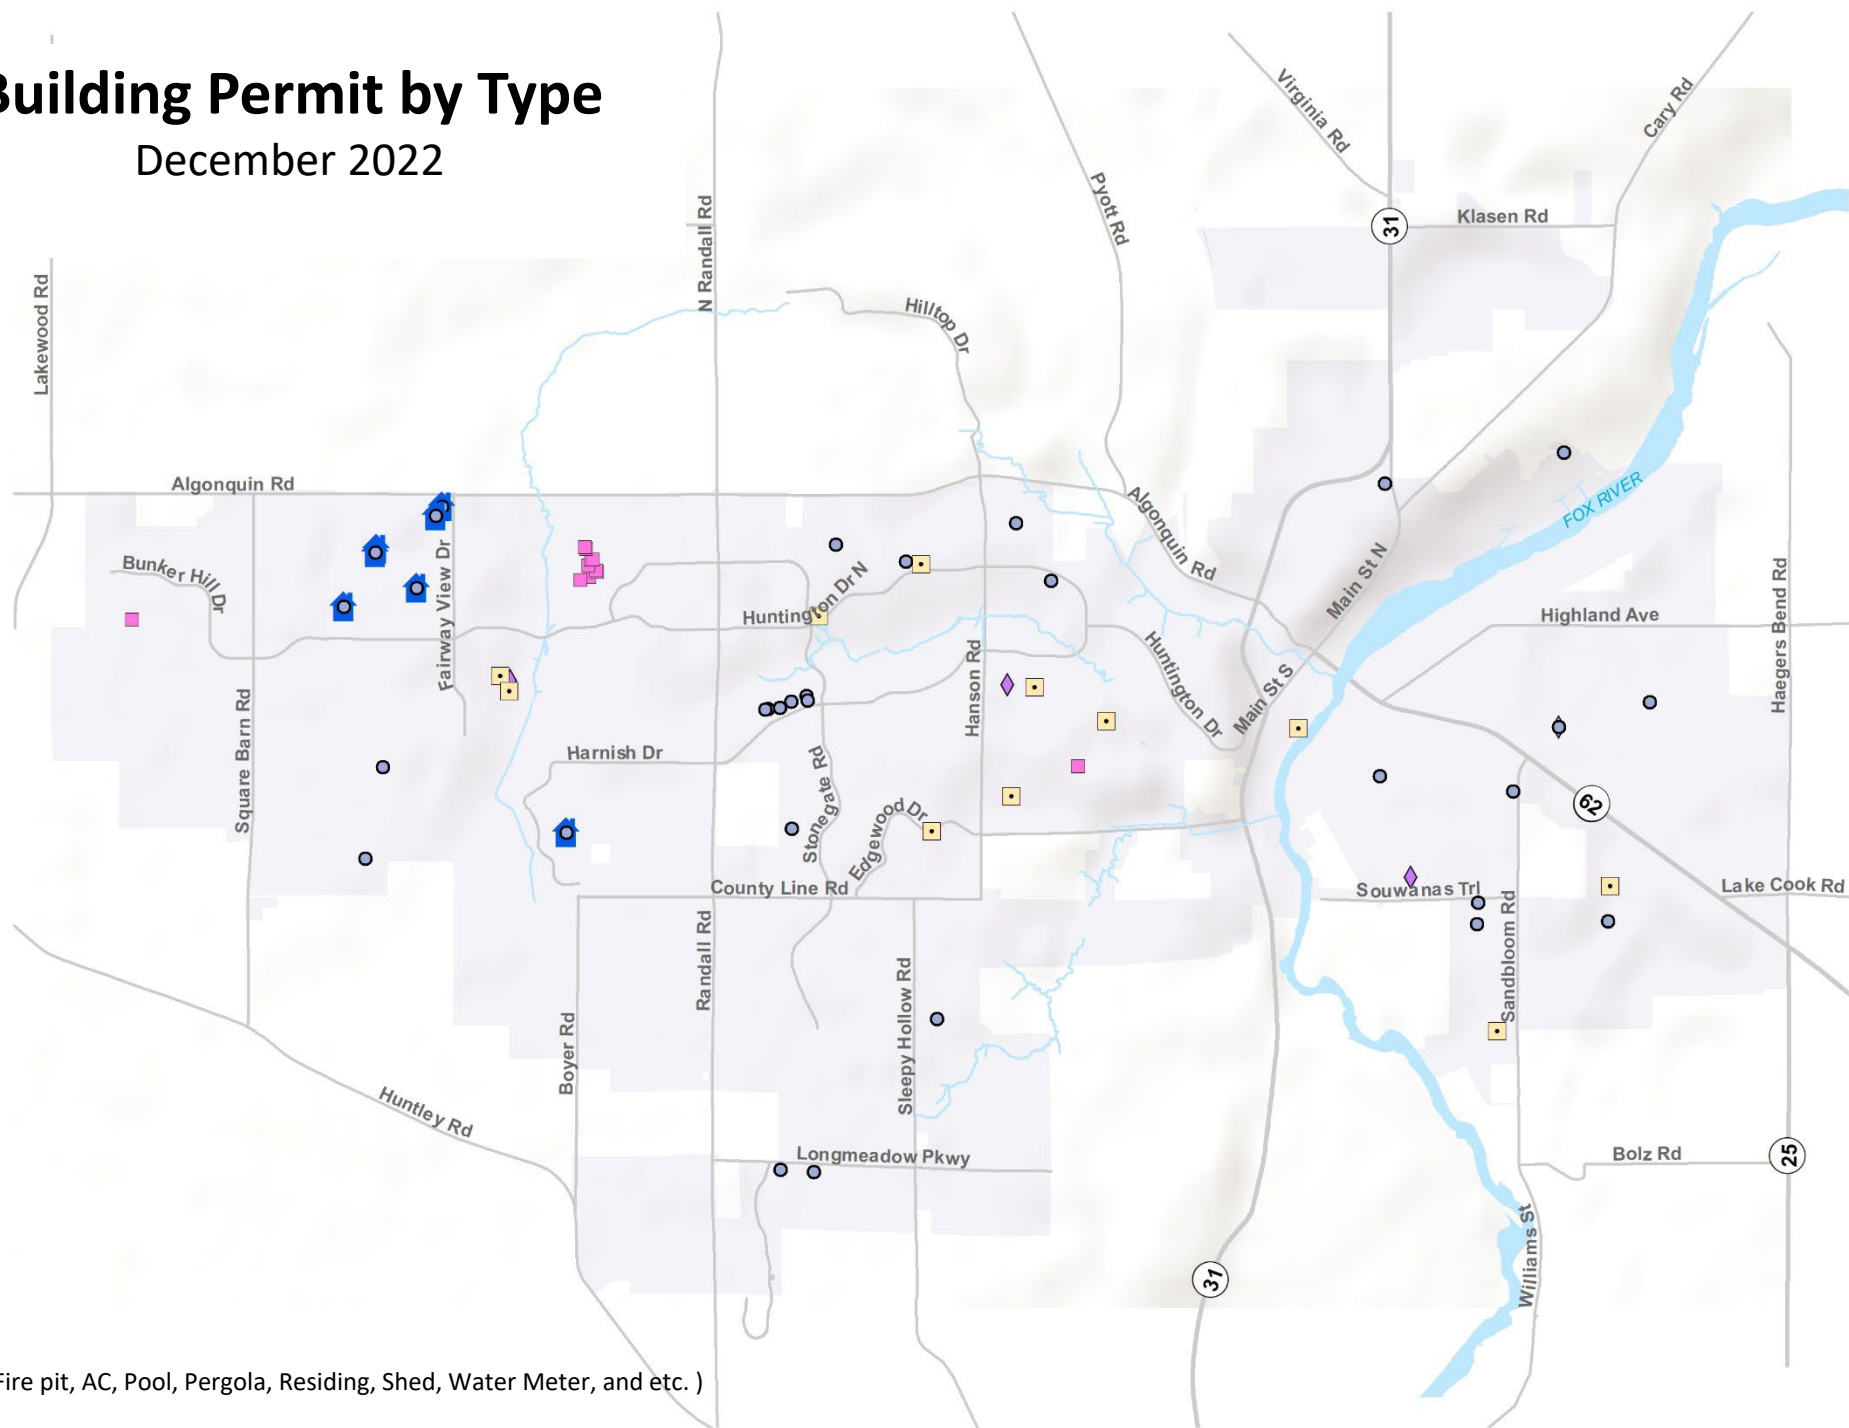 Building Permit by Type
December 2022
Virginia Rd
Cary Rd
Pyott Rd
N Randall Rd
31
Klasen Rd
Lakewood Rd
Hilltop Dr
Algonquin Rd
FOX RIVER
Algonquin Rd
Bunker Hill Dr
Fairway View Dr
Huntington Dr N
Main St N
Highland Ave
Haegers Bend Rd
Hanson Rd
Huntington Dr
Main St S
Square Barn Rd
Harnish Dr
Stonegate Rd
Edgewood Dr
62
County Line Rd
Souwanas Trl
Lake Cook Rd
Randall Rd
Sandbloom Rd
Sleepy Hollow Rd
Boyer Rd
Huntley Rd
Longmeadow Pkwy
Bolz Rd
25
Williams St
31
Fire pit, AC, Pool, Pergola, Residing, Shed, Water Meter, and etc. )